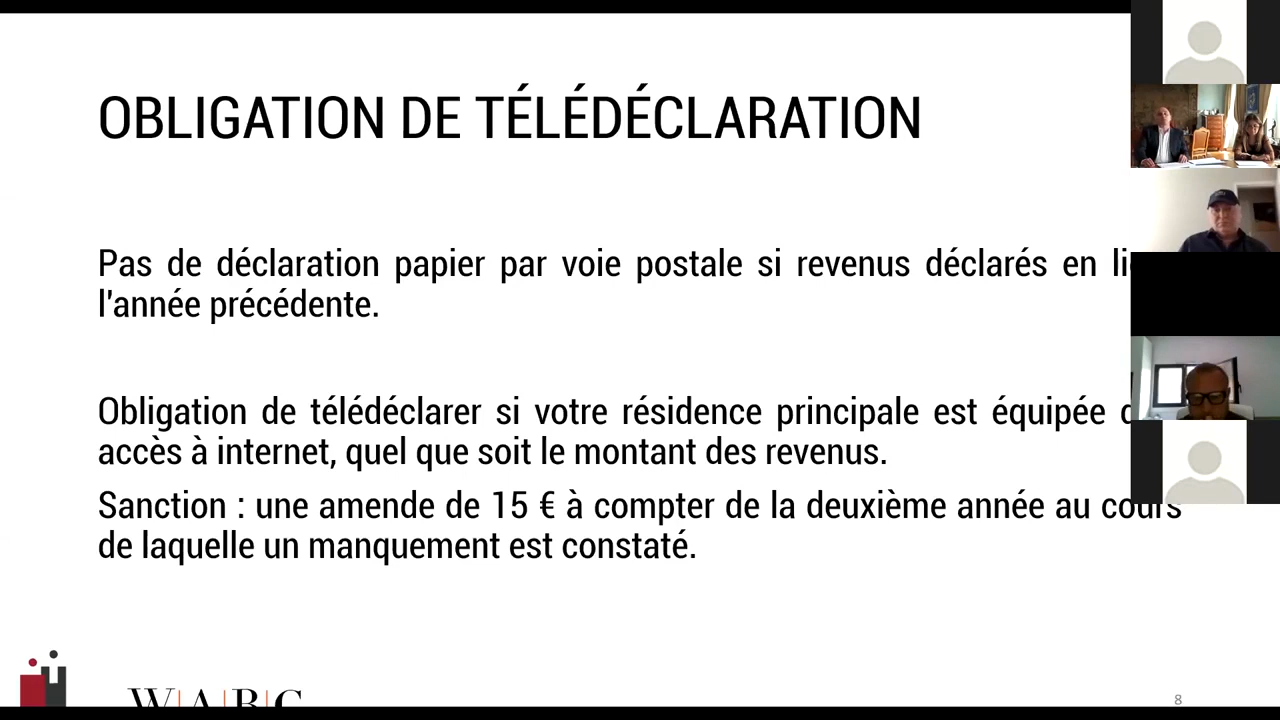 OBLIGATION DE TÉLÉDÉCLARATION
Pas de déclaration papier par voie postale si revenus déclarés en
l'année précédente.
Obligation de télédéclarer si votre résidence principale est équipée
accès à internet, quel que soit le montant des revenus.
Sanction : une amende de 15 € à compter de la deuxième année au cours
de laquelle un manquement est constaté.
W|A|B|C
8